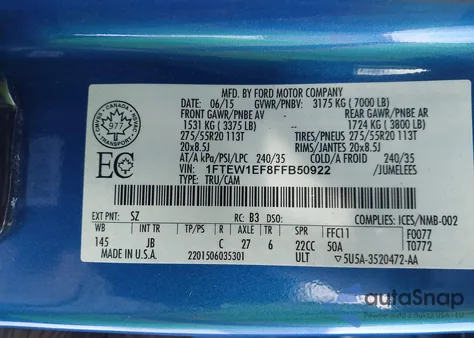 MFD. BY FORD MOTOR COMPANY
DATE: 06/15 GVWR/PNBV: 3175 KG ( 7000 LB)
FRONT GAWR/PNBE AV REAR GAWR/PNBE AR
1531 KG ( 3375 LB) 1724 KG ( 3800 LB)
275/55R20 113T TIRES/PNEUS 275/55R20 113T
20x8.5J RIMS/JANTES 20x8.5J
AT/A kPa/PSI/LPC 240/35 COLD/A FROID 240/35
VIN: 1FTEW1EF8FFB50922 /JUMELEES
TYPE: TRU/CAM
CANADA
977
EC
EXT PNT: SZ RC: B3 DSO: COMPLIES: ICES/NMB-002
WB INT TR TP/PS R AXLE TR SPR FFC11 F0077
145 JB C 27 6 22CC 50A T0772
MADE IN U.S.A. 2201506035301 ULT 5U5A-3520472-AA
autoSnap